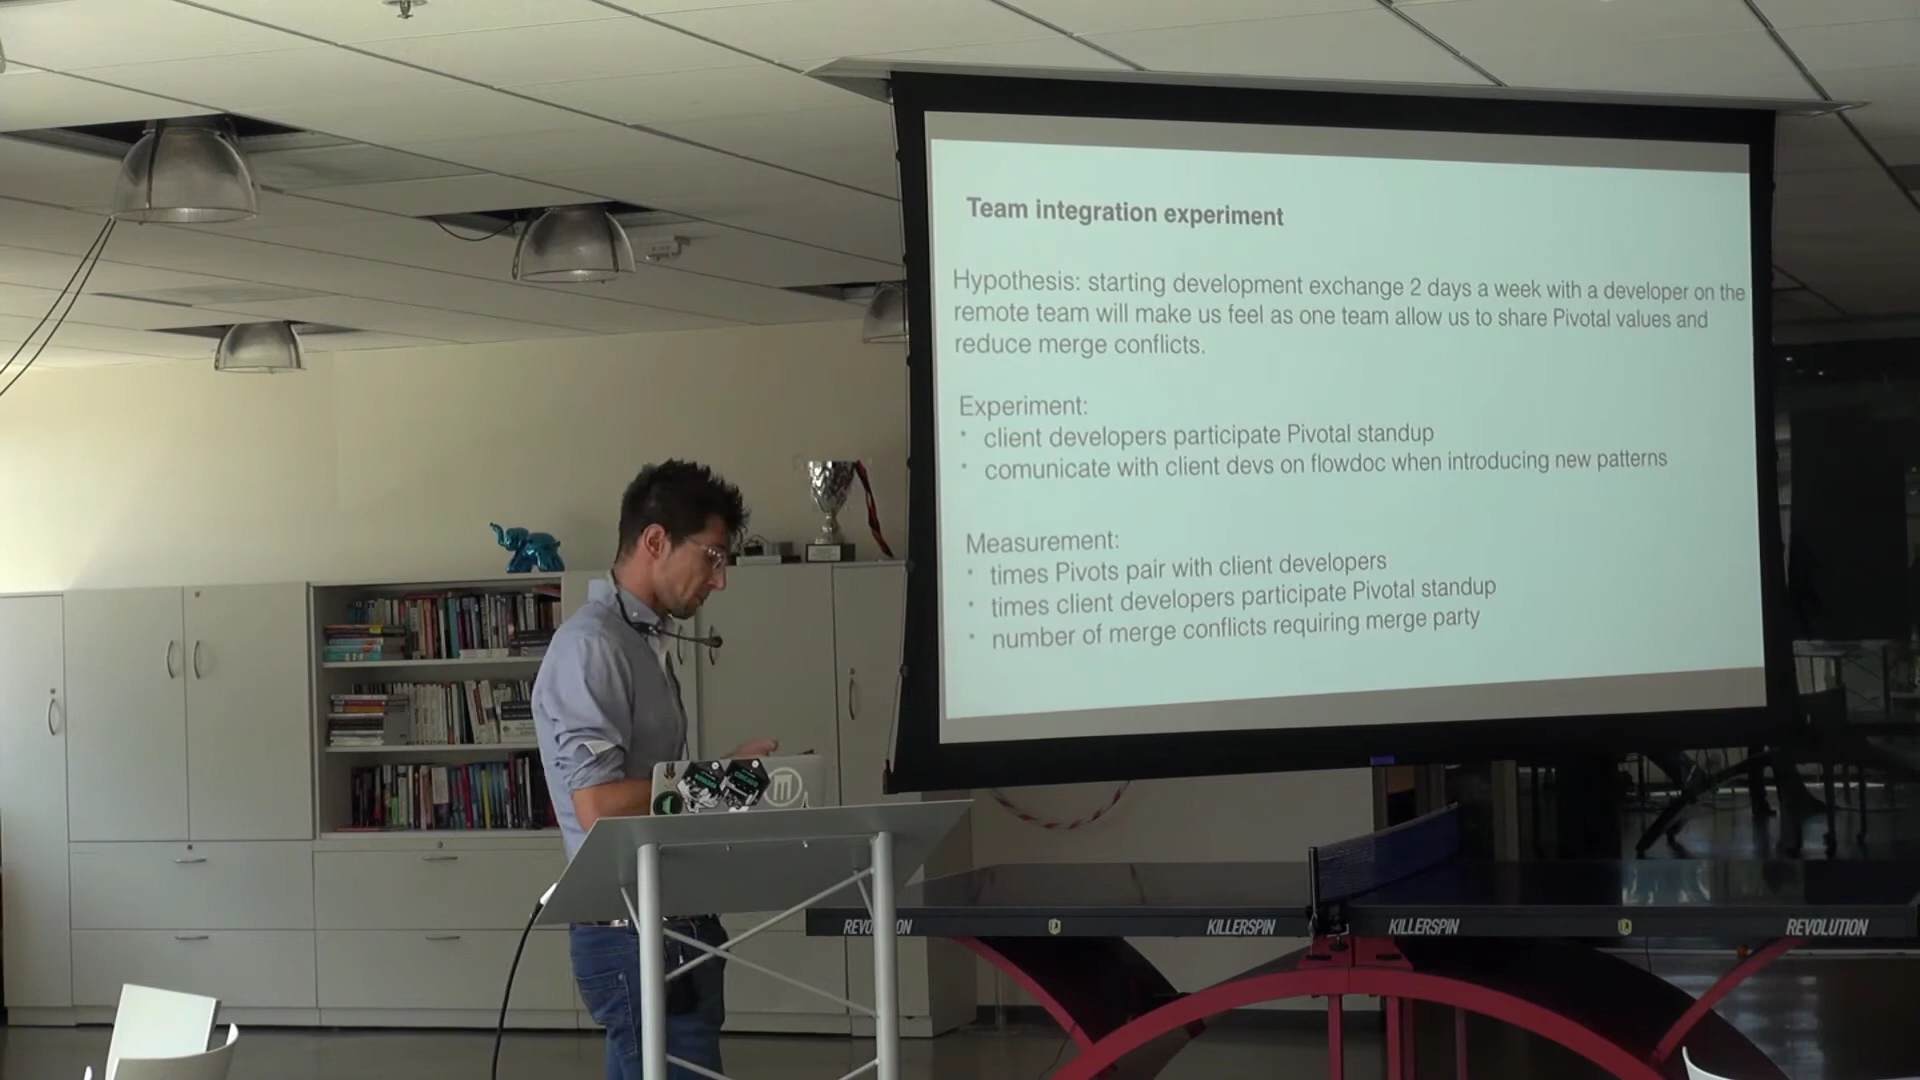 Team integration experiment
Hypothesis: starting development exchange 2 days a week with a developer on the
remote team will make us feel as one team allow us to share Pivotal values and
reduce merge conflicts.
Experiment:
· client developers participate Pivotal standup
· comunicate with client devs on flowdoc when introducing new patterns
Measurement:
· times Pivots pair with client developers
· times client developers participate Pivotal standup
· number of merge conflicts requiring merge party
KILLERSPIN
KILLERSPIN
REVOLUTION